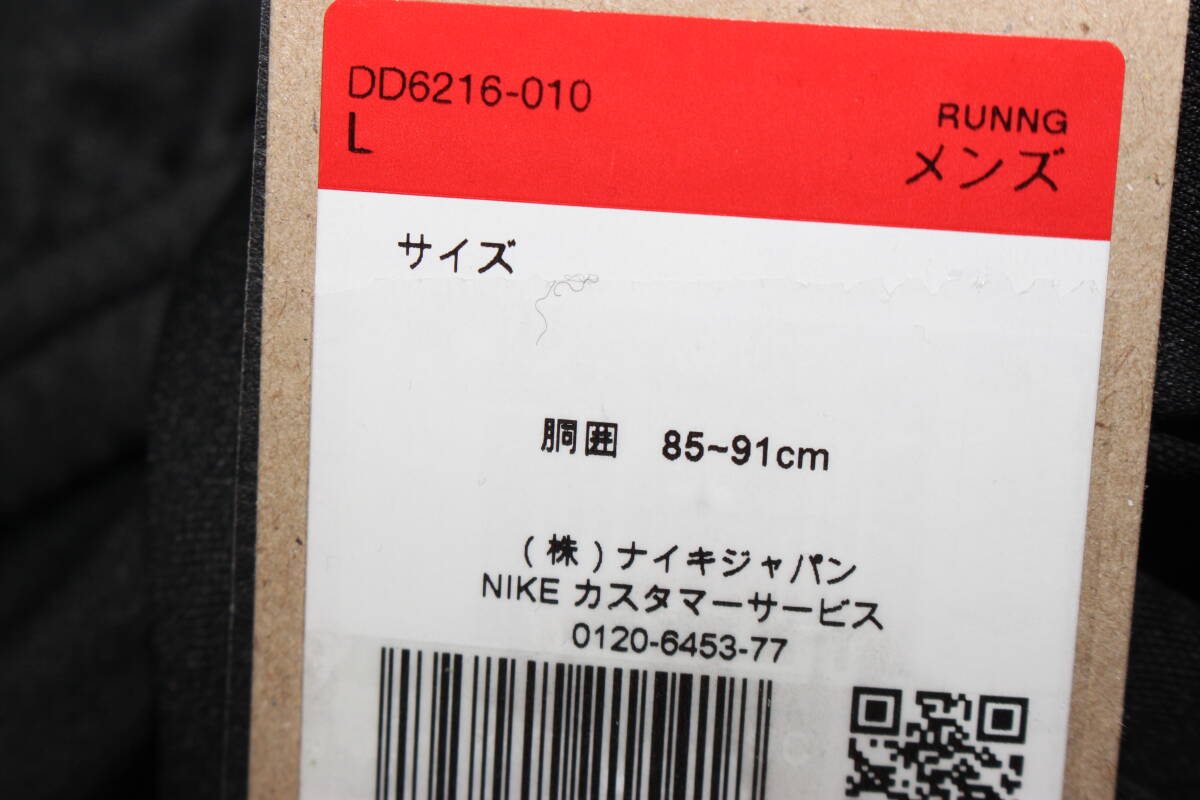 DD6216-010
L
RUNNG
メンズ
サイズ
胴囲 85~91cm
(株)ナイキジャパン
NIKE カスタマーサービス
0120-6453-77